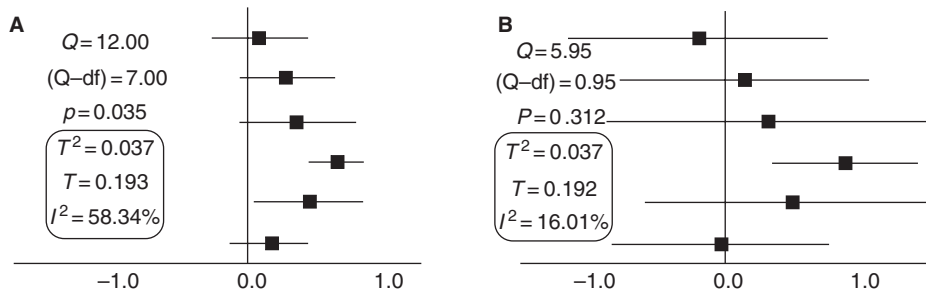 A
Q = 12.00
(Q–df) = 7.00
p = 0.035
T² = 0.037
T = 0.193
I² = 58.34%
–1.0 0.0 1.0
B
Q = 5.95
(Q–df) = 0.95
P = 0.312
T² = 0.037
T = 0.192
I² = 16.01%
–1.0 0.0 1.0